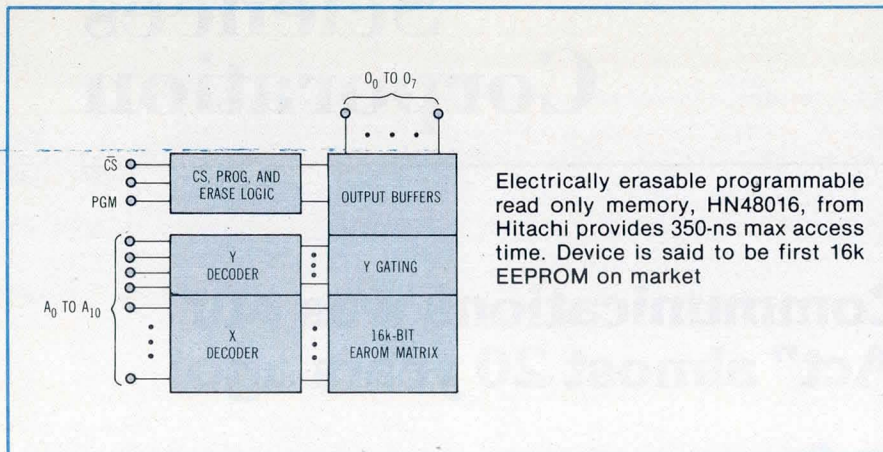 O₀ TO O₇
C̅S̅
PGM
CS, PROG, AND
ERASE LOGIC
OUTPUT BUFFERS
Y
DECODER
Y GATING
A₀ TO A₁₀
X
DECODER
16k-BIT
EAROM MATRIX
Electrically erasable programmable
read only memory, HN48016, from
Hitachi provides 350-ns max access
time. Device is said to be first 16k
EEPROM on market